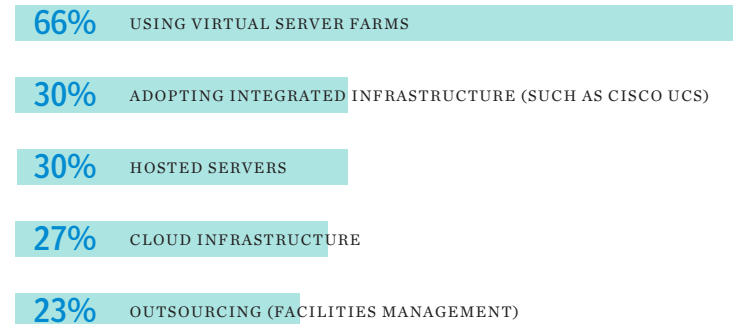 66% USING VIRTUAL SERVER FARMS
30% ADOPTING INTEGRATED INFRASTRUCTURE (SUCH AS CISCO UCS)
30% HOSTED SERVERS
27% CLOUD INFRASTRUCTURE
23% OUTSOURCING (FACILITIES MANAGEMENT)